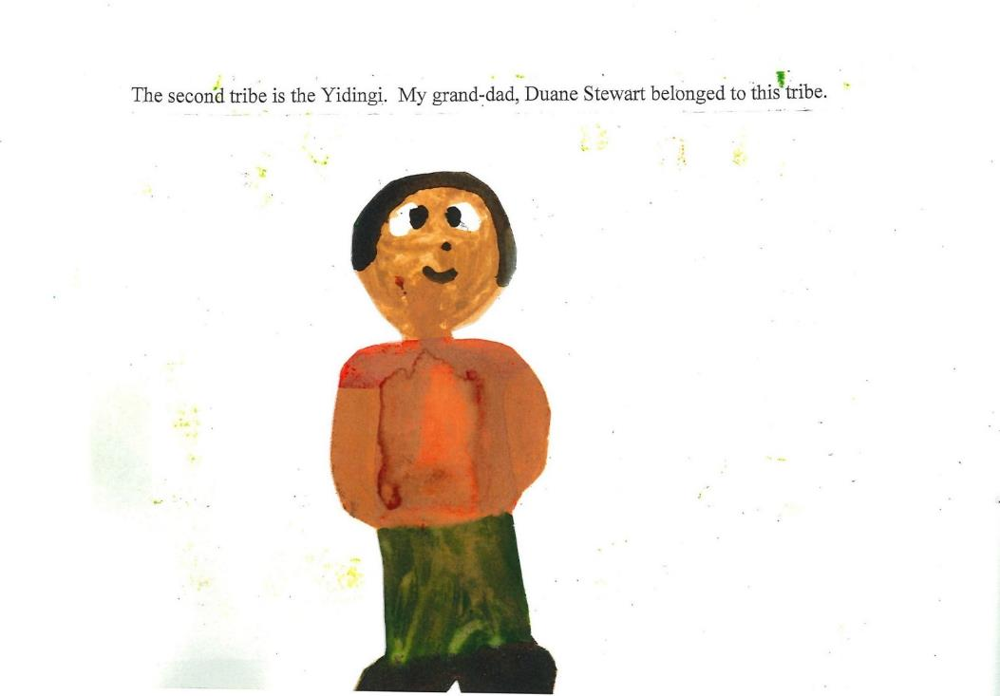 The second tribe is the Yidingi.  My grand-dad, Duane Stewart belonged to this tribe.